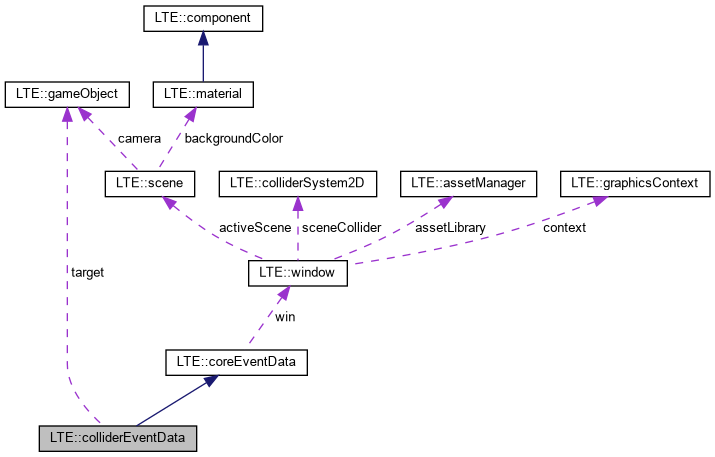 LTE::component
LTE::gameObject
LTE::material
camera
backgroundColor
LTE::scene
LTE::colliderSystem2D
LTE::assetManager
LTE::graphicsContext
activeScene
sceneCollider
assetLibrary
context
target
LTE::window
win
LTE::coreEventData
LTE::colliderEventData